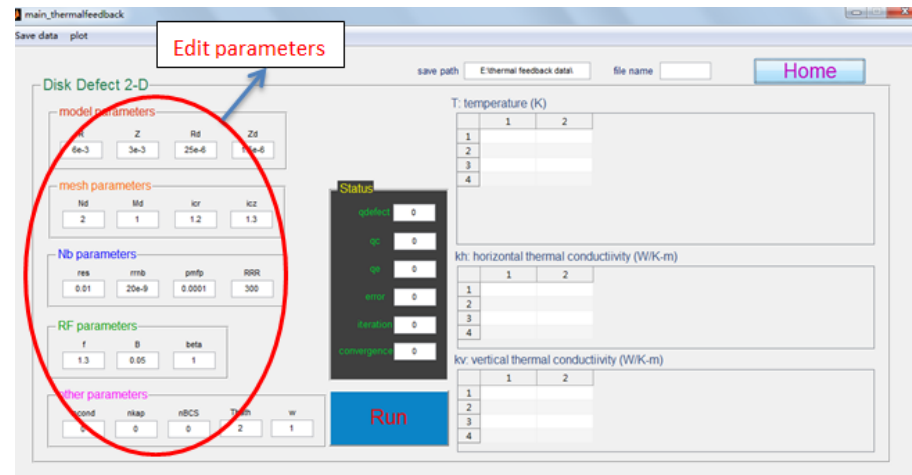 main_thermalfeedback
Save data plot
Edit parameters
save path E:\thermal feedback data\ file name Home
Disk Defect 2-D
model parameters
R Z Rd Zd
6e-3 3e-3 25e-6
mesh parameters
Nd Md icr icz
2 1 1.2 1.3
Nb parameters
res rrnb pmfp RRR
0.01 20e-9 0.0001 300
RF parameters
f B beta
1.3 0.05 1
other parameters
nkap nBCS w
0 0 0 2 1
Status
qdefect 0
qc 0
qe 0
error 0
iteration 0
convergence 0
Run
T: temperature (K)
1 2
1
2
3
4
kh: horizontal thermal conductiivity (W/K-m)
1 2
1
2
3
4
kv: vertical thermal conductiivity (W/K-m)
1 2
1
2
3
4